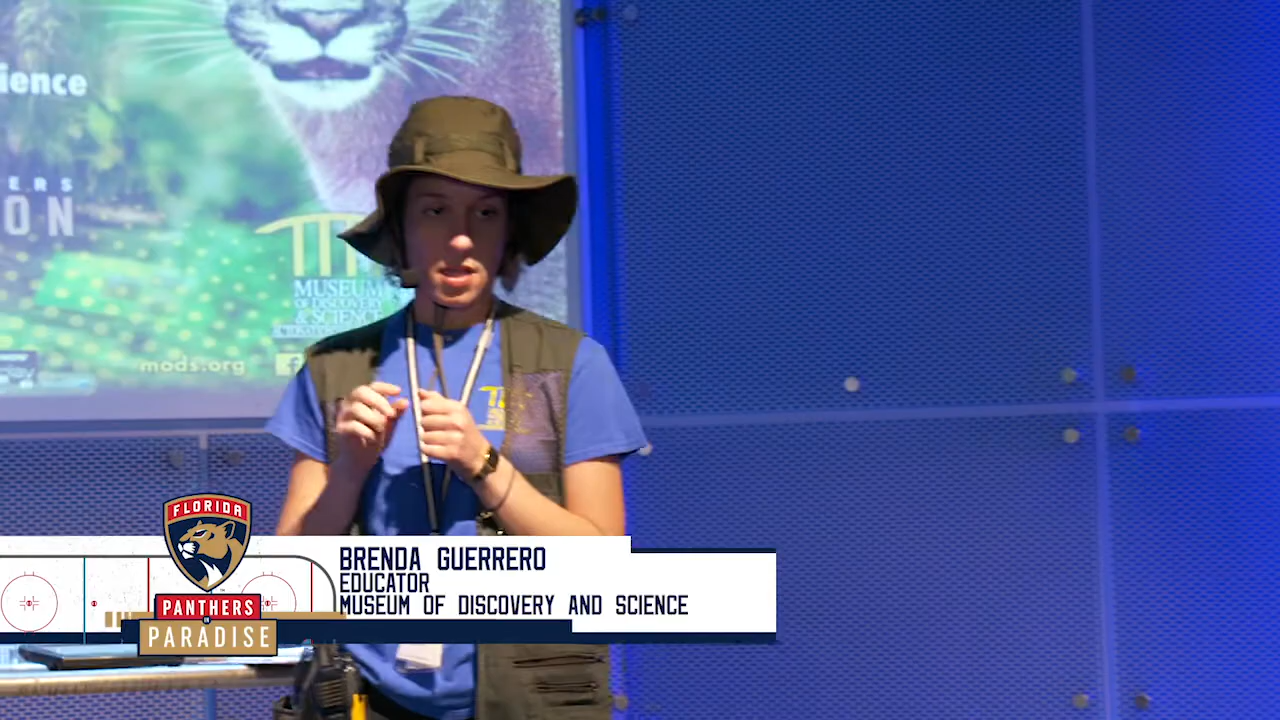 ience
ERS
ON
MUSEUM
OF DISCOVERY
& SCIENCE
mods.org
FLORIDA
PANTHERS
IN
PARADISE
BRENDA GUERRERO
EDUCATOR
MUSEUM OF DISCOVERY AND SCIENCE